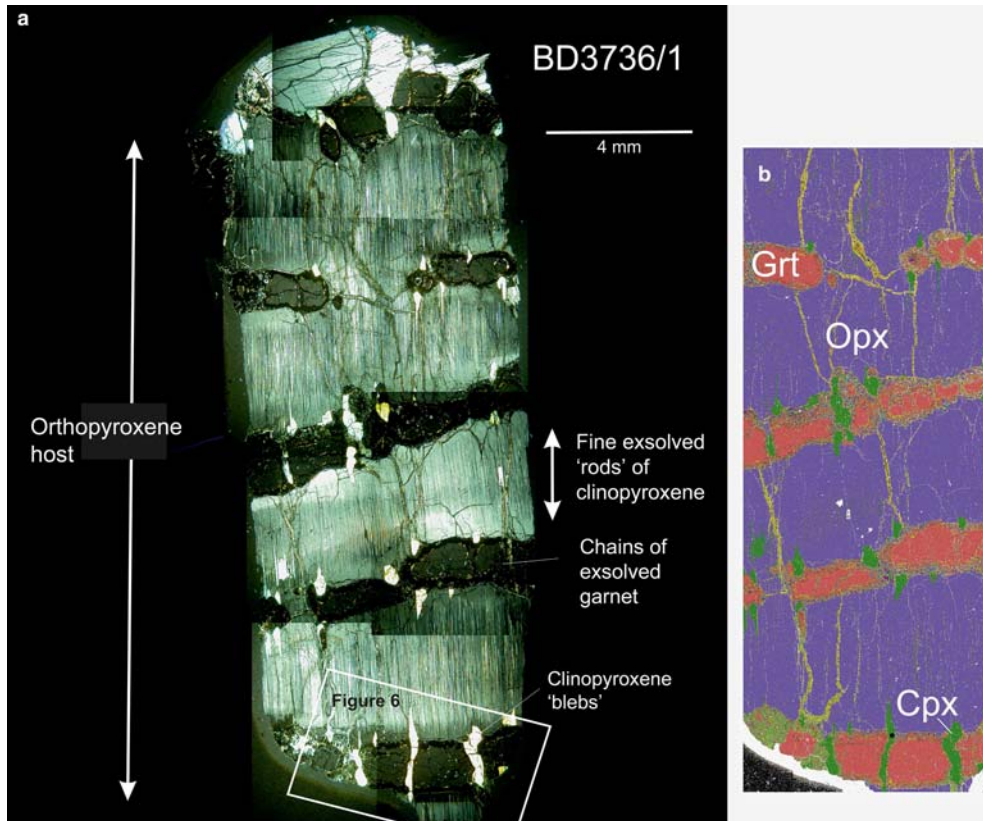 a
BD3736/1
4 mm
b
Grt
Opx
Orthopyroxene
host
Fine exsolved
'rods' of
clinopyroxene
Chains of
exsolved
garnet
Clinopyroxene
'blebs'
Figure 6
Cpx